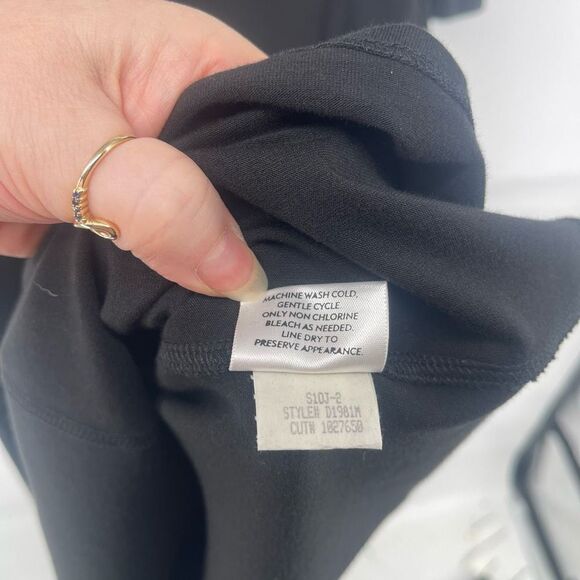 MACHINE WASH COLD,
GENTLE CYCLE.
ONLY NON CHLORINE
BLEACH AS NEEDED.
LINE DRY TO
PRESERVE APPEARANCE.
S1OJ-2
STYLE# D1981M
CUT# 1027650